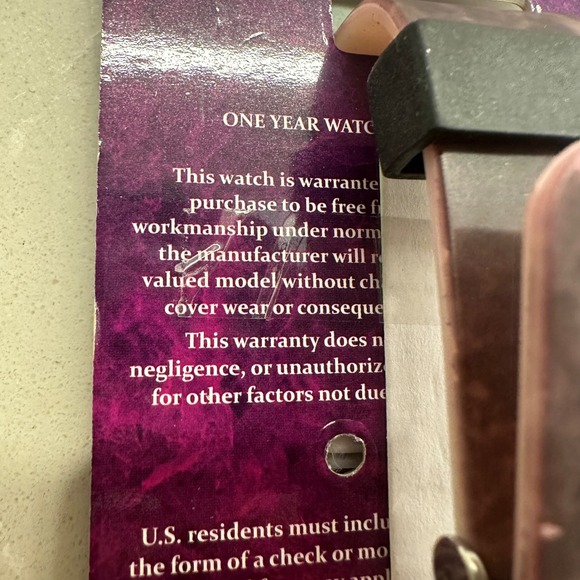 ONE YEAR WATC
This watch is warrante
purchase to be free f
workmanship under norm
the manufacturer will r
valued model without ch
cover wear or conseque
This warranty does n
negligence, or unauthoriz
for other factors not due
U.S. residents must inclu
the form of a check or mo